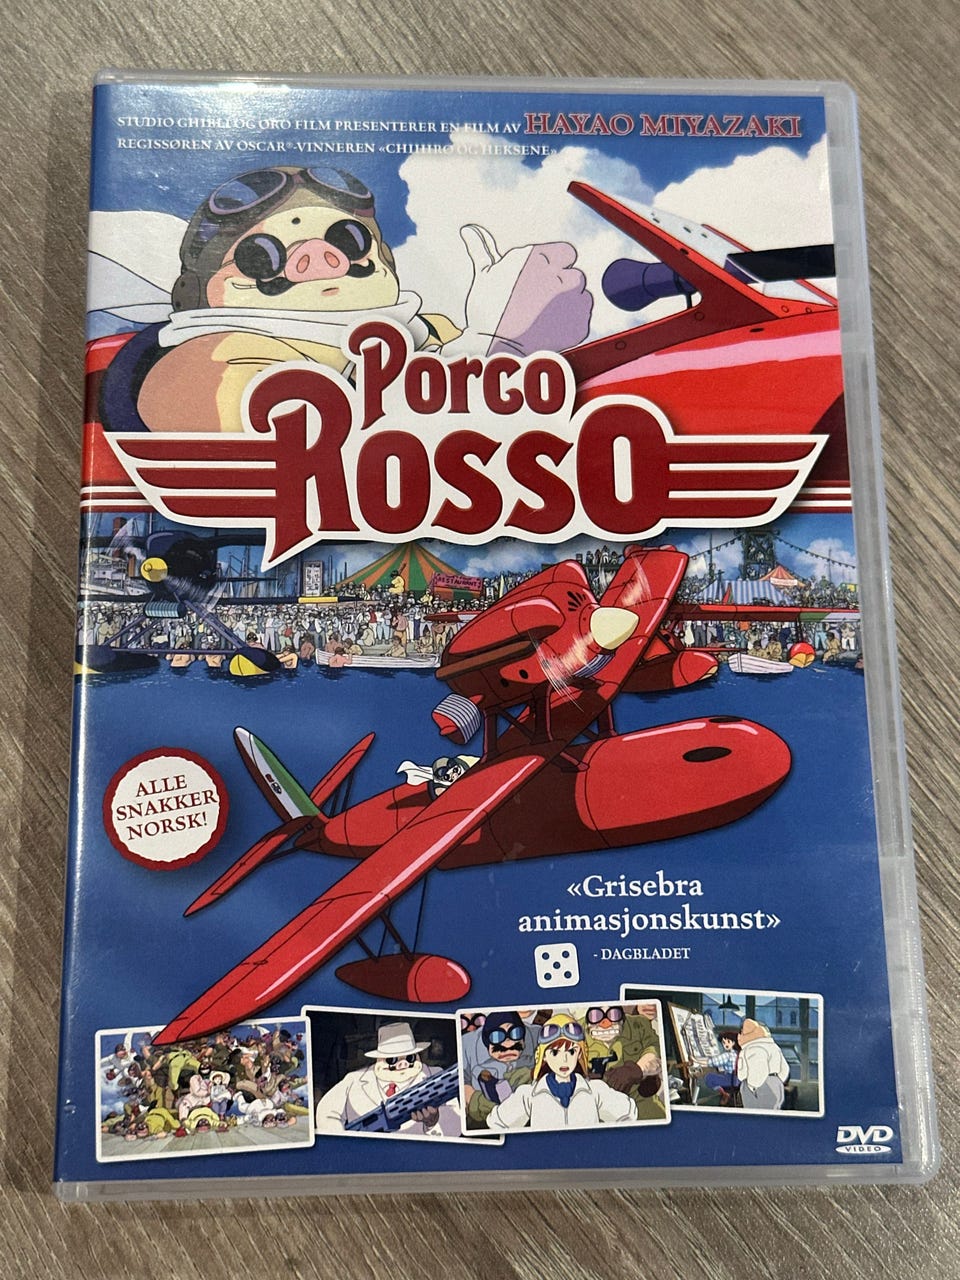 STUDIO GHIBLI OG ORO FILM PRESENTERER EN FILM AV HAYAO MIYAZAKI
REGISSØREN AV OSCAR®-VINNEREN «CHIHIRO OG HEKSENE»
PORCO
ROSSO
RESTAURANT
ALLE
SNAKKER
NORSK!
«Grisebra
animasjonskunst»
- DAGBLADET
DVD
VIDEO